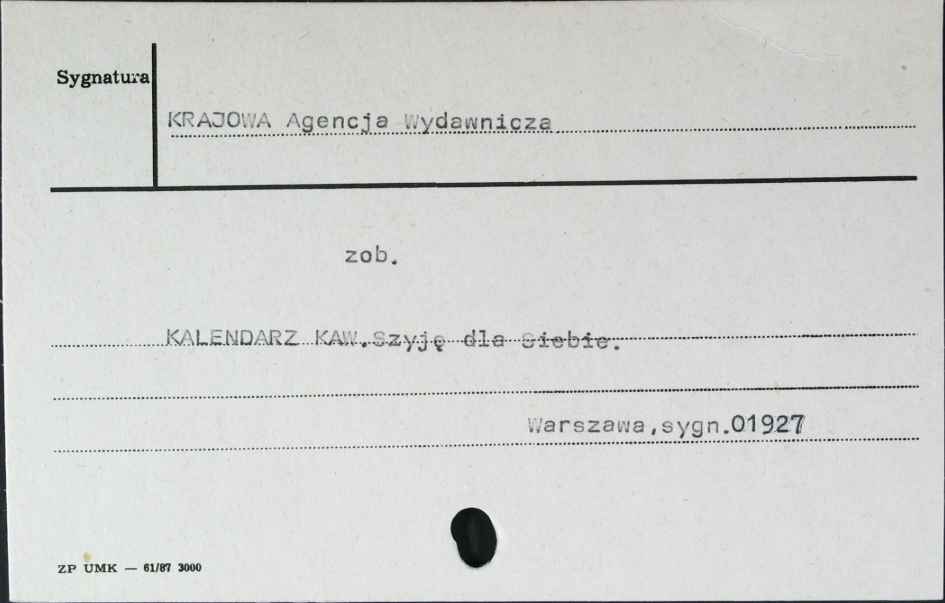 Sygnatura
KRAJOWA Agencja Wydawnicza
zob.
KALENDARZ KAW.Szyję dla Siebie.
Warszawa,sygn.01927
ZP UMK — 61/87 3000